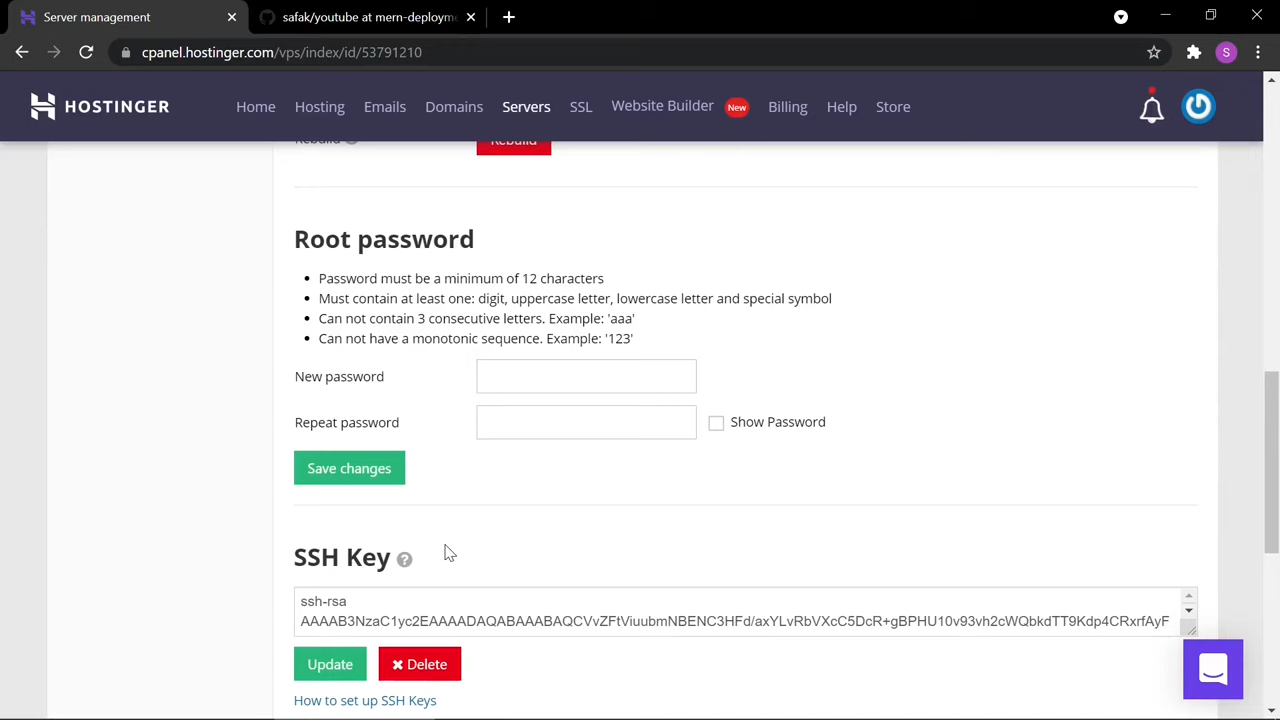 Server management
safak/youtube at mern-deployme
cpanel.hostinger.com/vps/index/id/53791210
S
HOSTINGER
Home Hosting Emails Domains Servers SSL Website Builder New Billing Help Store
Rebuild Rebuild
Root password
Password must be a minimum of 12 characters
Must contain at least one: digit, uppercase letter, lowercase letter and special symbol
Can not contain 3 consecutive letters. Example: 'aaa'
Can not have a monotonic sequence. Example: '123'
New password
Repeat password Show Password
Save changes
SSH Key ?
ssh-rsa
AAAAB3NzaC1yc2EAAAADAQABAAABAQCVvZFtViuubmNBENC3HFd/axYLvRbVXcC5DcR+gBPHU10v93vh2cWQbkdTT9Kdp4CRxrfAyF
Update Delete
How to set up SSH Keys